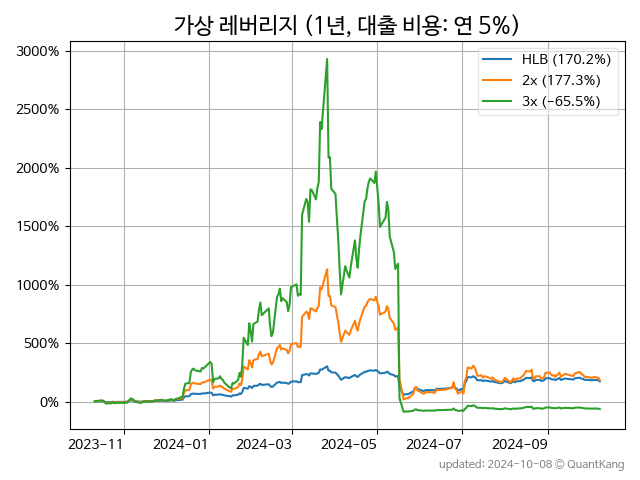 가상 레버리지 (1년, 대출 비용: 연 5%)
3000%
2500%
2000%
1500%
1000%
500%
0%
HLB (170.2%)
2x (177.3%)
3x (−65.5%)
2023-11
2024-01
2024-03
2024-05
2024-07
2024-09
updated: 2024-10-08 © QuantKang